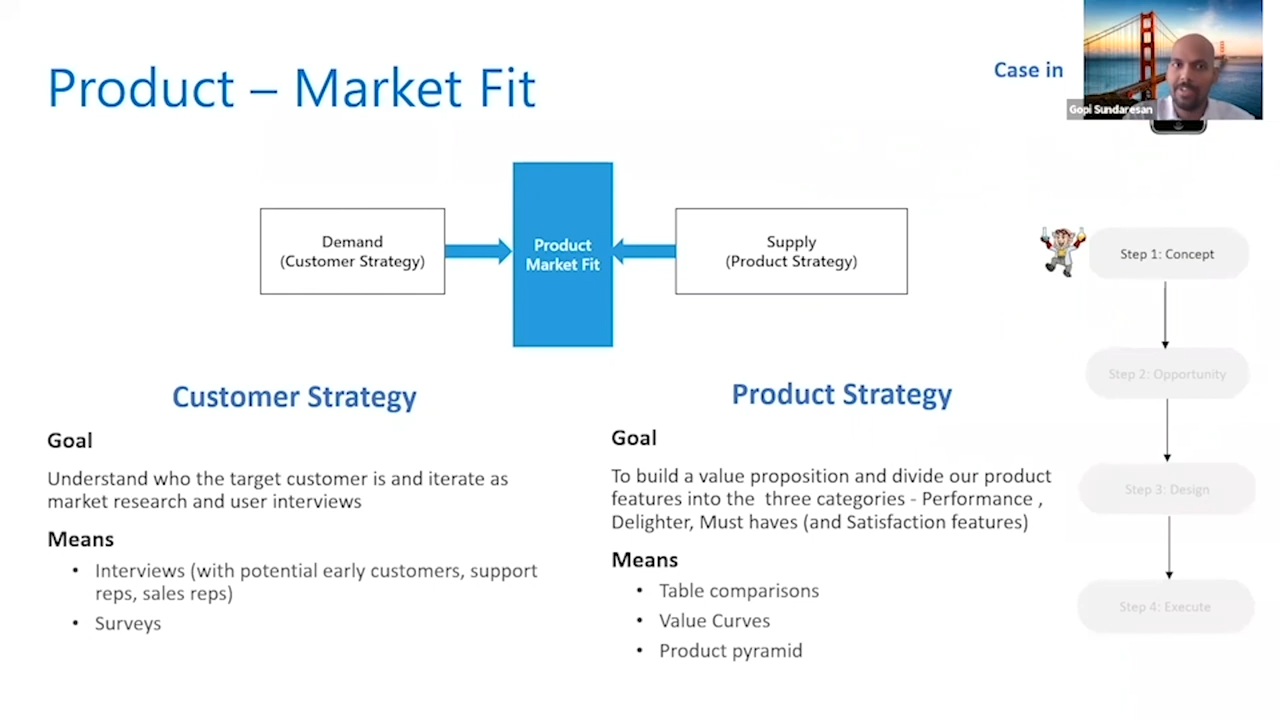 Product – Market Fit
Case in
Gopi Sundaresan
Demand
(Customer Strategy)
Product
Market Fit
Supply
(Product Strategy)
Step 1: Concept
Step 2: Opportunity
Step 3: Design
Step 4: Execute
Customer Strategy
Goal
Understand who the target customer is and iterate as
market research and user interviews
Means
• Interviews (with potential early customers, support
reps, sales reps)
• Surveys
Product Strategy
Goal
To build a value proposition and divide our product
features into the  three categories - Performance ,
Delighter, Must haves (and Satisfaction features)
Means
• Table comparisons
• Value Curves
• Product pyramid